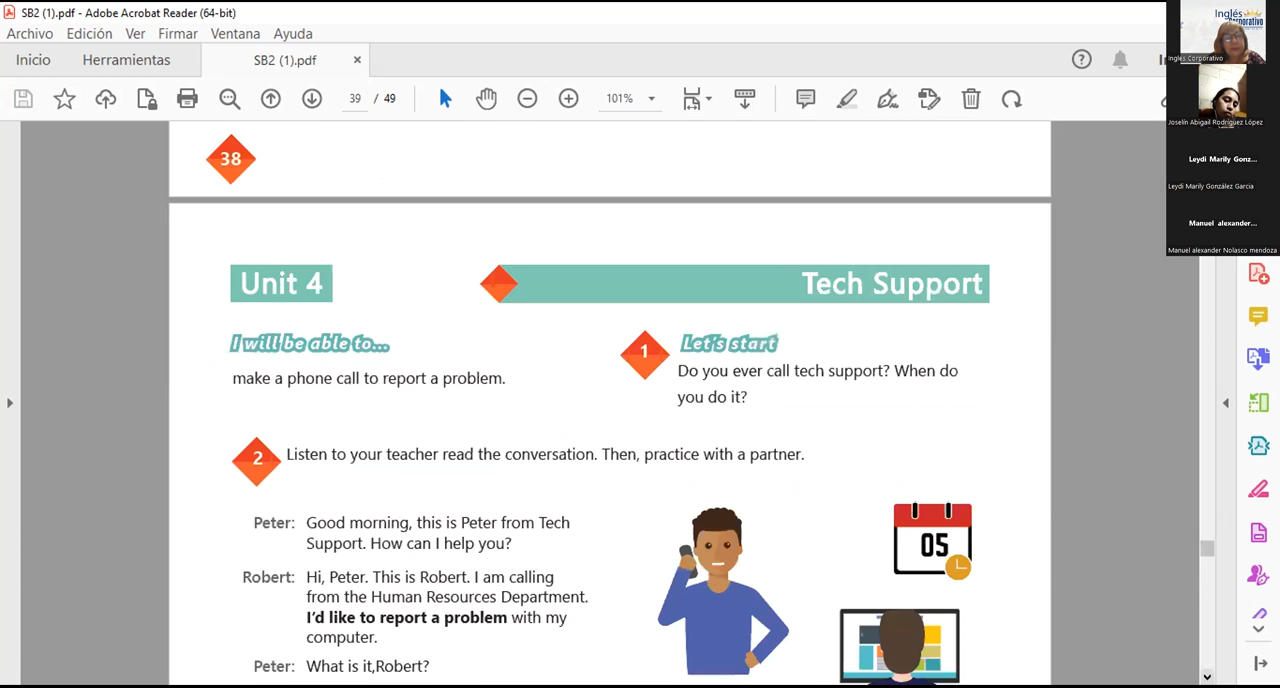 SB2 (1).pdf - Adobe Acrobat Reader (64-bit)
Archivo Edición Ver Firmar Ventana Ayuda
Inicio Herramientas SB2 (1).pdf ×
39 / 49 101%
38
Unit 4
Tech Support
I will be able to...
make a phone call to report a problem.
1 Let's start
Do you ever call tech support? When do
you do it?
2 Listen to your teacher read the conversation. Then, practice with a partner.
Peter: Good morning, this is Peter from Tech
Support. How can I help you?
Robert: Hi, Peter. This is Robert. I am calling
from the Human Resources Department.
I'd like to report a problem with my
computer.
Peter: What is it,Robert?
05
Inglés
Corporativo
Inglés Corporativo
Joselín Abigail Rodríguez López
Leydi Marily Gonz...
Leydi Marily González Garcia
Manuel alexander...
Manuel alexander Nolasco mendoza